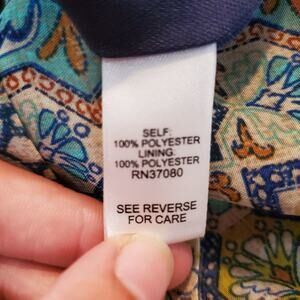 SELF:
100% POLYESTER
LINING:
100% POLYESTER
RN37080
SEE REVERSE
FOR CARE